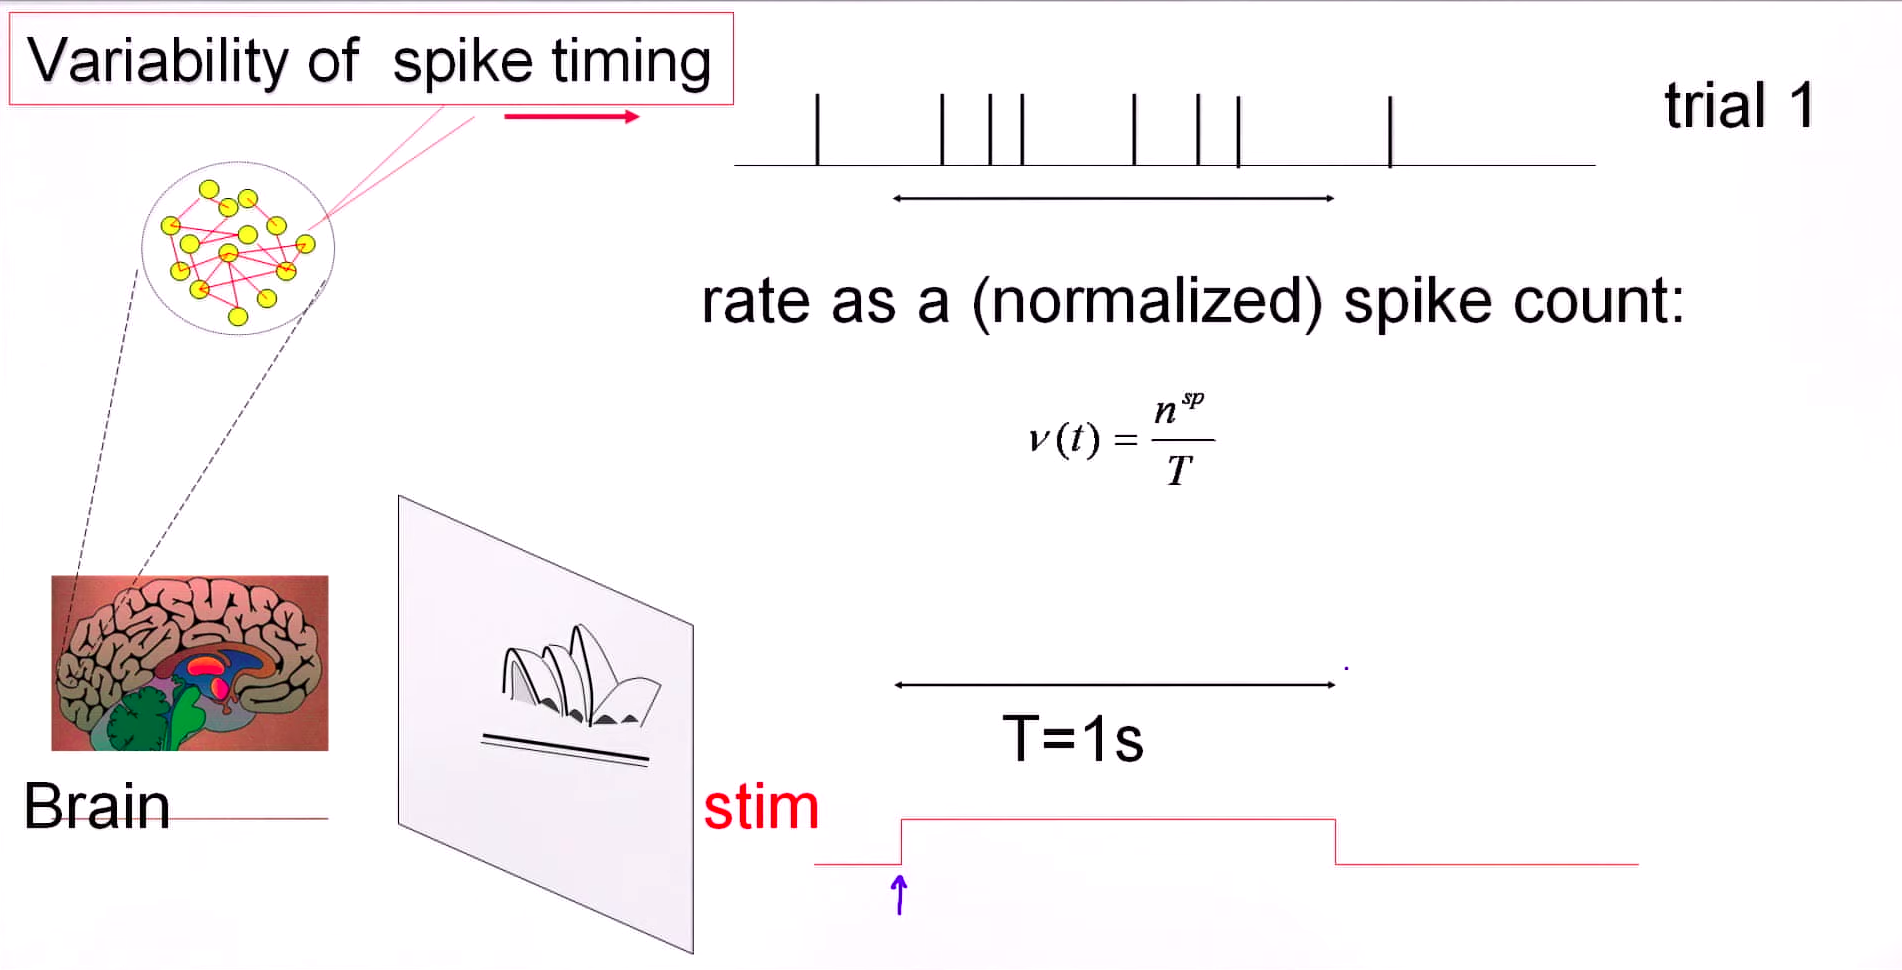 Variability of spike timing
trial 1
rate as a (normalized) spike count:
ν(t) = n^sp / T
T=1s
Brain
stim